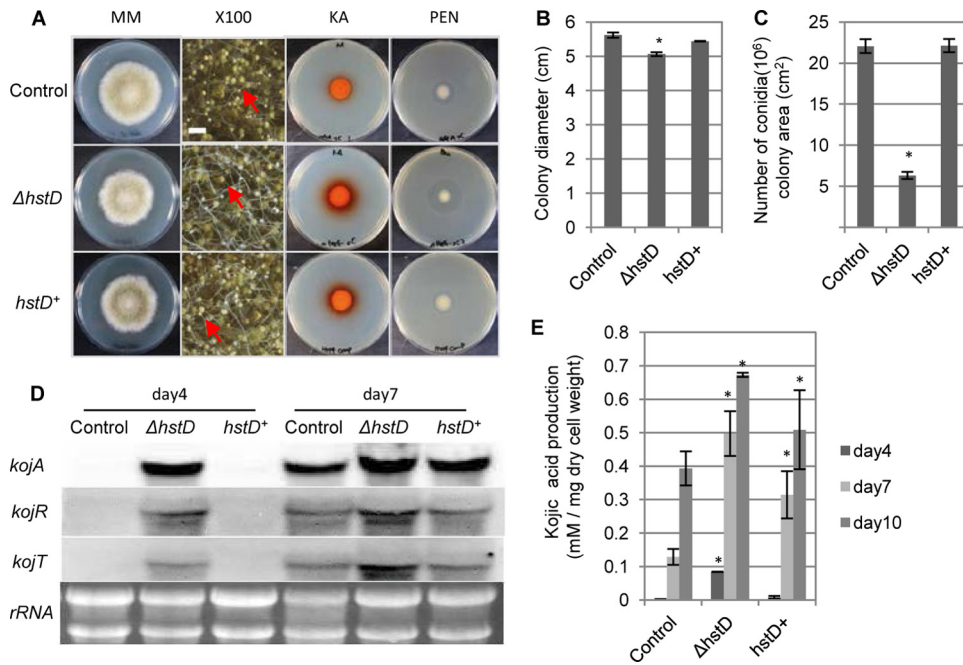 A
MM X100 KA PEN
Control
ΔhstD
hstD⁺
B
Colony diameter (cm)
6
5
4
3
2
1
0
Control ΔhstD hstD+
*
C
Number of conidia(10⁶)
colony area (cm²)
25
20
15
10
5
Control ΔhstD hstD+
*
D
day4 day7
Control ΔhstD hstD⁺ Control ΔhstD hstD⁺
kojA
kojR
kojT
rRNA
E
Kojic acid production
(mM / mg dry cell weight)
0.8
0.7
0.6
0.5
0.4
0.3
0.2
0.1
0
* * * * *
Control ΔhstD hstD+
day4
day7
day10